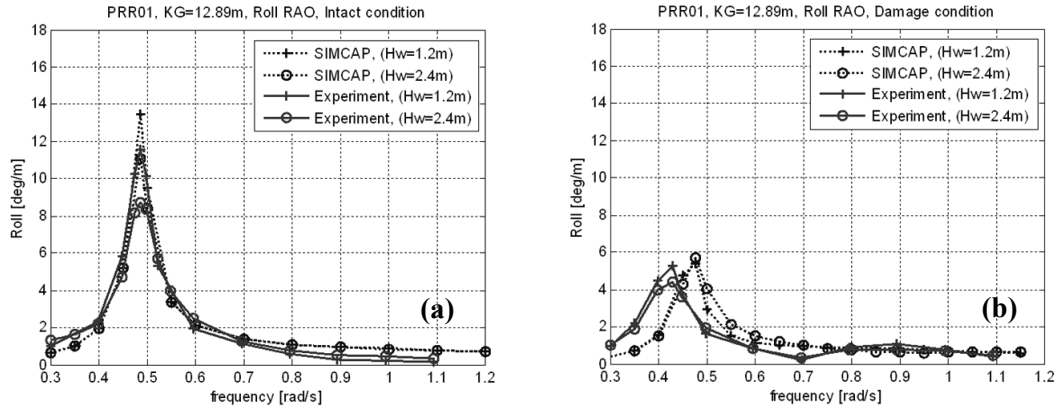 PRR01, KG=12.89m, Roll RAO, Intact condition
18
16
14
12
10
8
6
4
2
0
Roll [deg/m]
SIMCAP, (Hw=1.2m)
SIMCAP, (Hw=2.4m)
Experiment, (Hw=1.2m)
Experiment, (Hw=2.4m)
(a)
0.3 0.4 0.5 0.6 0.7 0.8 0.9 1 1.1 1.2
frequency [rad/s]
PRR01, KG=12.89m, Roll RAO, Damage condition
18
16
14
12
10
8
6
4
2
0
Roll [deg/m]
SIMCAP, (Hw=1.2m)
SIMCAP, (Hw=2.4m)
Experiment, (Hw=1.2m)
Experiment, (Hw=2.4m)
(b)
0.3 0.4 0.5 0.6 0.7 0.8 0.9 1 1.1 1.2
frequency [rad/s]